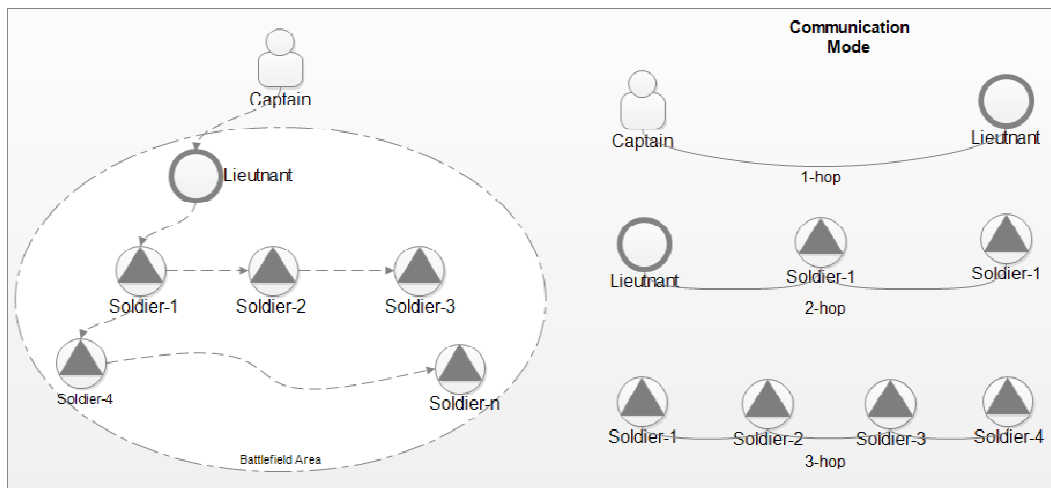 Captain
Lieutnant
Soldier-1
Soldier-2
Soldier-3
Soldier-4
Soldier-n
Battlefield Area
Communication
Mode
Captain
Lieutnant
1-hop
Lieutnant
Soldier-1
Soldier-1
2-hop
Soldier-1
Soldier-2
Soldier-3
Soldier-4
3-hop